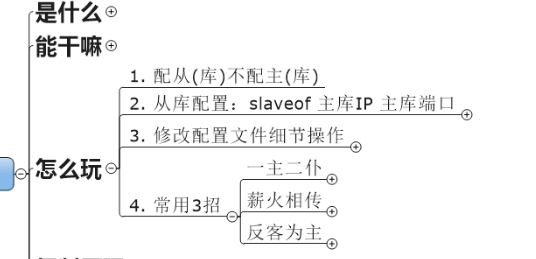 是什么
能干嘛
怎么玩
1. 配从(库)不配主(库)
2. 从库配置：slaveof 主库IP 主库端口
3. 修改配置文件细节操作
4. 常用3招
一主二仆
薪火相传
反客为主